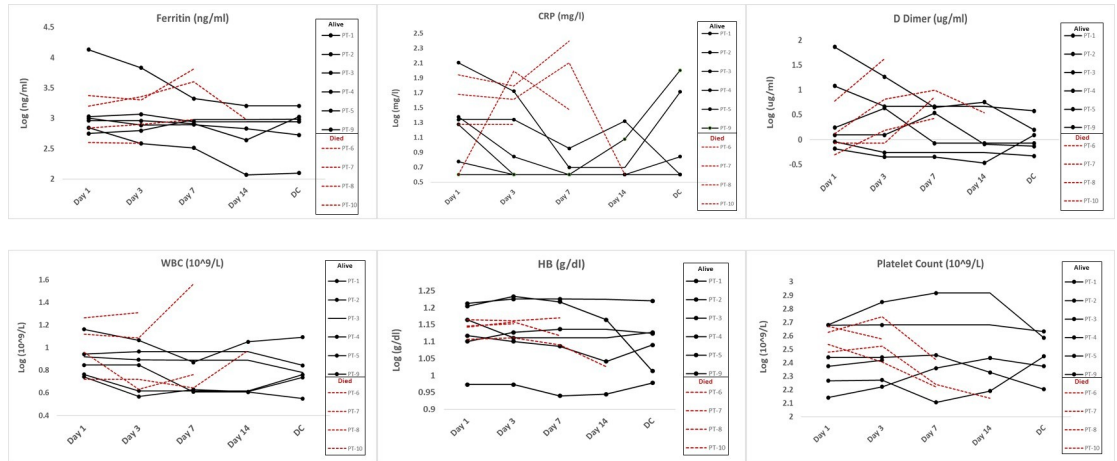 Ferritin (ng/ml)
Log (ng/ml)
4.5
4
3.5
3
2.5
2
Day 1
Day 3
Day 7
Day 14
DC
Alive
PT-1
PT-2
PT-3
PT-4
PT-5
PT-9
Died
PT-6
PT-7
PT-8
PT-10
CRP (mg/l)
Log (mg/l)
2.5
2.3
2.1
1.9
1.7
1.5
1.3
1.1
0.9
0.7
0.5
Day 1
Day 3
Day 7
Day 14
DC
Alive
PT-1
PT-2
PT-3
PT-4
PT-5
PT-9
Died
PT-6
PT-7
PT-8
PT-10
D Dimer (ug/ml)
Log (ug/ml)
2
1.5
1
0.5
0
-0.5
Day 1
Day 3
Day 7
Day 14
DC
Alive
PT-1
PT-2
PT-3
PT-4
PT-5
PT-9
Died
PT-6
PT-7
PT-8
PT-10
WBC (10^9/L)
Log (10^9/L)
1.6
1.4
1.2
1
0.8
0.6
0.4
Day 1
Day 3
Day 7
Day 14
DC
Alive
PT-1
PT-2
PT-3
PT-4
PT-5
PT-9
Died
PT-6
PT-7
PT-8
PT-10
HB (g/dl)
Log (g/dl)
1.25
1.2
1.15
1.1
1.05
1
0.95
0.9
Day 1
Day 3
Day 7
Day 14
DC
Alive
PT-1
PT-2
PT-3
PT-4
PT-5
PT-9
Died
PT-6
PT-7
PT-8
PT-10
Platelet Count (10^9/L)
Log (10^9/L)
3
2.9
2.8
2.7
2.6
2.5
2.4
2.3
2.2
2.1
2
Day 1
Day 3
Day 7
Day 14
DC
Alive
PT-1
PT-2
PT-3
PT-4
PT-5
PT-9
Died
PT-6
PT-7
PT-8
PT-10